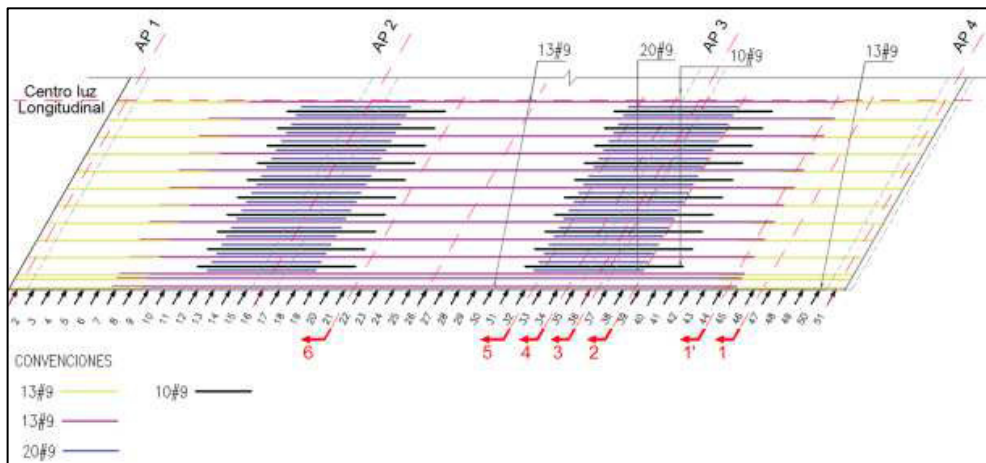 AP 1
AP 2
AP 3
AP 4
13#9
20#9
10#9
13#9
Centro luz
Longitudinal
2 3 4 5 6 7 8 9 10 11 12 13 14 15 16 17 18 19 20 21 22 23 24 25 26 27 28 29 30 31 32 33 34 35 36 37 38 39 40 41 42 43 44 45 46 47 48 49 50 51
6 5 4 3 2 1' 1
CONVENCIONES
13#9 10#9
13#9
20#9